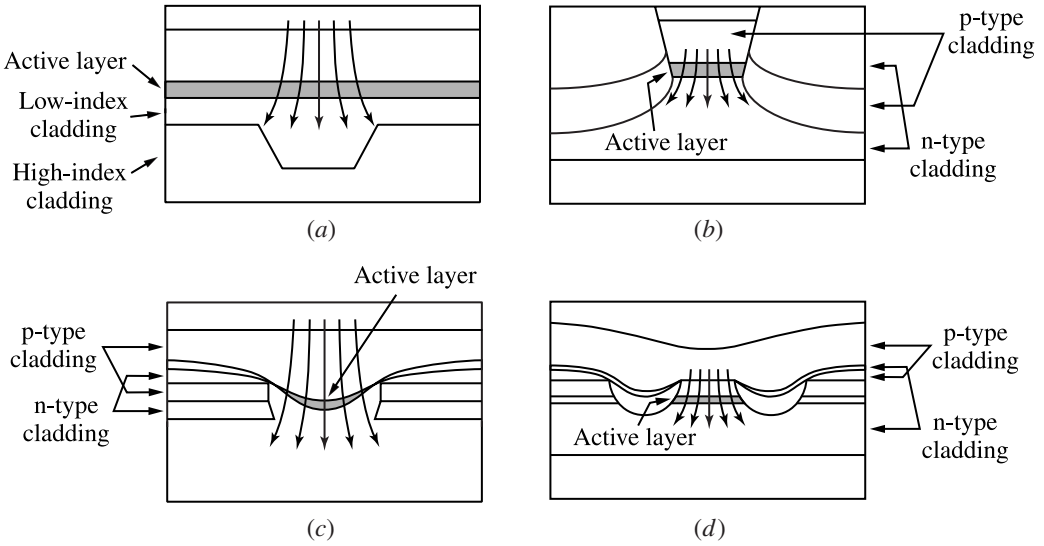 Active layer
Low-index
cladding
High-index
cladding
(a)
p-type
cladding
Active layer
n-type
cladding
(b)
Active layer
p-type
cladding
n-type
cladding
(c)
p-type
cladding
Active layer
n-type
cladding
(d)